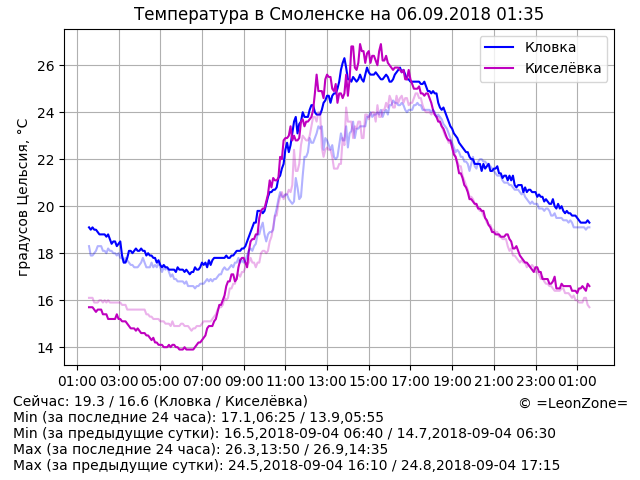 Температура в Смоленске на 06.09.2018 01:35
Кловка
Киселёвка
градусов Цельсия, °C
26
24
22
20
18
16
14
01:00 03:00 05:00 07:00 09:00 11:00 13:00 15:00 17:00 19:00 21:00 23:00 01:00
Сейчас: 19.3 / 16.6 (Кловка / Киселёвка)
© =LeonZone=
Min (за последние 24 часа): 17.1,06:25 / 13.9,05:55
Min (за предыдущие сутки): 16.5,2018-09-04 06:40 / 14.7,2018-09-04 06:30
Max (за последние 24 часа): 26.3,13:50 / 26.9,14:35
Max (за предыдущие сутки): 24.5,2018-09-04 16:10 / 24.8,2018-09-04 17:15